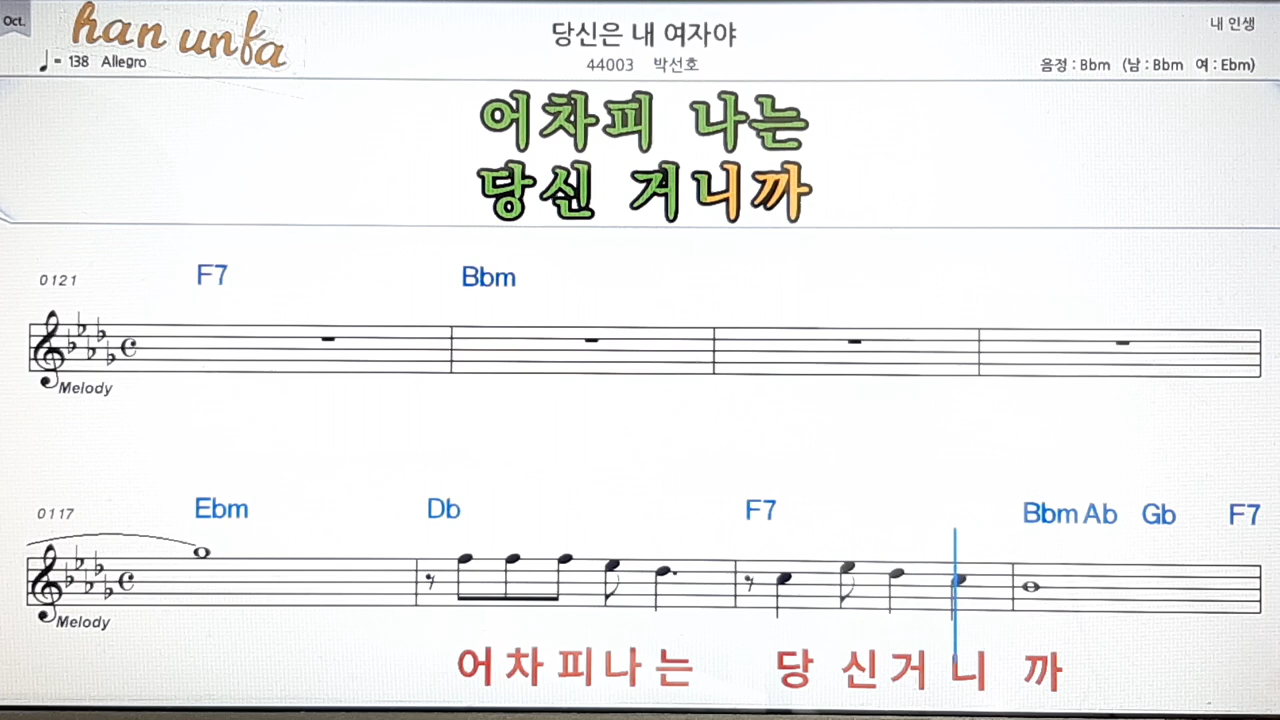 Oct.
han unfa
♩= 138 Allegro
당신은 내 여자야
44003 박선호
내 인생
음정 : Bbm (남 : Bbm 여 : Ebm)
어차피 나는
당신 거니까
0121 F7 Bbm
Melody
0117 Ebm Db F7 Bbm Ab Gb F7
Melody
어 차 피 나 는 당 신 거 니 까